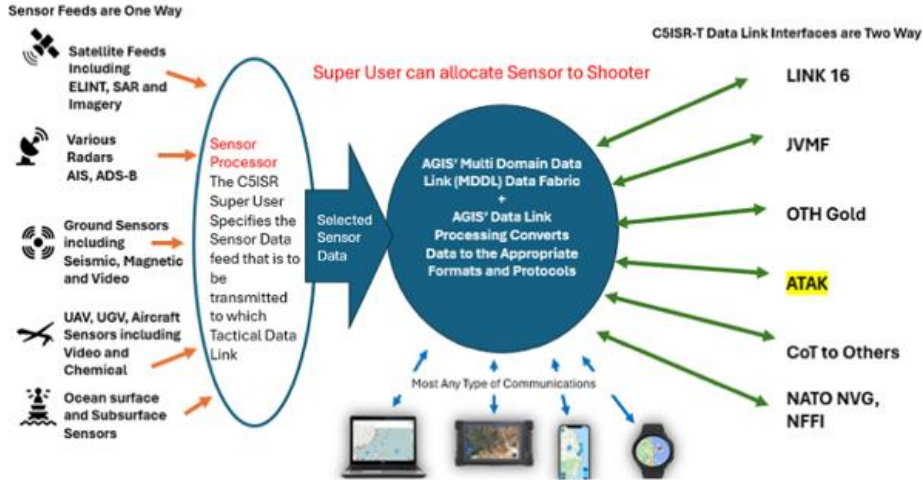 Sensor Feeds are One Way
Satellite Feeds
Including
ELINT, SAR and
Imagery
Various
Radars
AIS, ADS-B
Ground Sensors
including
Seismic, Magnetic
and Video
UAV, UGV, Aircraft
Sensors including
Video and
Chemical
Ocean surface
and Subsurface
Sensors
Sensor
Processor
The C5ISR
Super User
Specifies the
Sensor Data
feed that is to
be
transmitted
to which
Tactical Data
Link
Selected
Sensor
Data
Super User can allocate Sensor to Shooter
AGIS' Multi Domain Data
Link (MDDL) Data Fabric
+
AGIS' Data Link
Processing Converts
Data to the Appropriate
Formats and Protocols
Most Any Type of Communications
C5ISR-T Data Link Interfaces are Two Way
LINK 16
JVMF
OTH Gold
ATAK
CoT to Others
NATO NVG,
NFFI